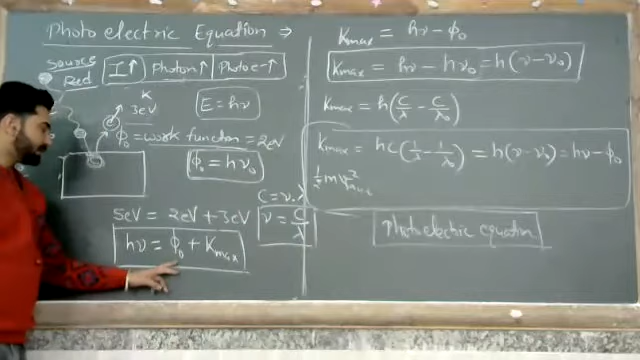 Photo electric Equation ⇒
Source
Red
I↑ Photon↑ Photo e-↑
K
3eV
E = hν
ϕ₀ = work function = 2eV
ϕ₀ = hν₀
C = ν.λ
5eV = 2eV + 3eV
ν = C/λ
hν = ϕ₀ + Kmax
Kmax = hν - ϕ₀
Kmax = hν - hν₀ = h(ν - ν₀)
Kmax = h(C/λ - C/λ₀)
Kmax = hc(1/λ - 1/λ₀) = h(ν - ν₀) = hν - ϕ₀
½mv²max
photoelectric equation